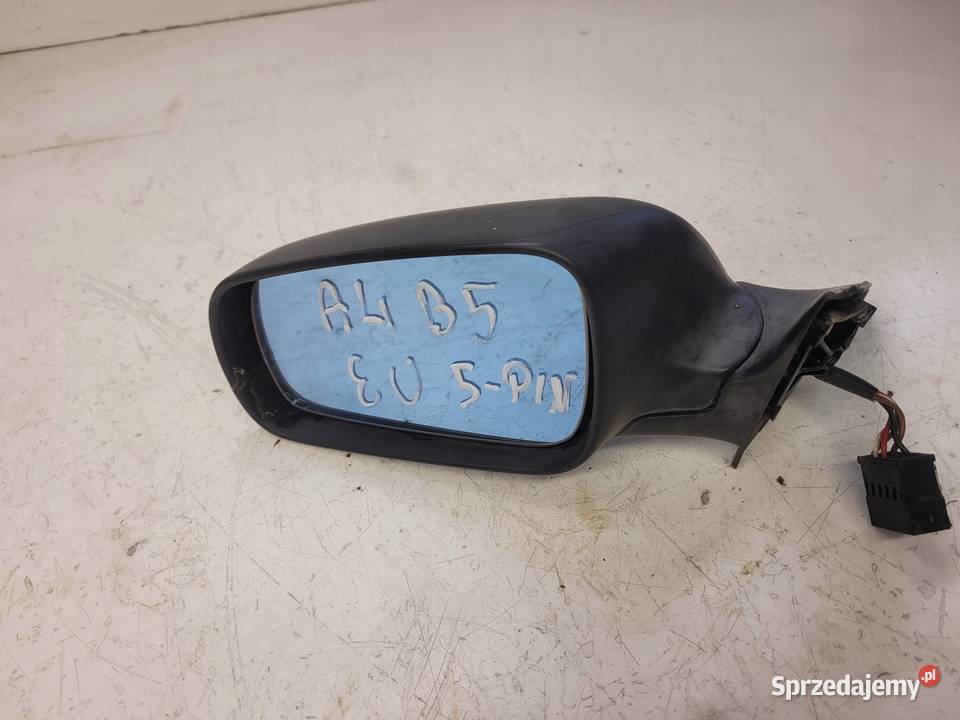 A4 B5
EU 5-PIN
Sprzedajemy.pl